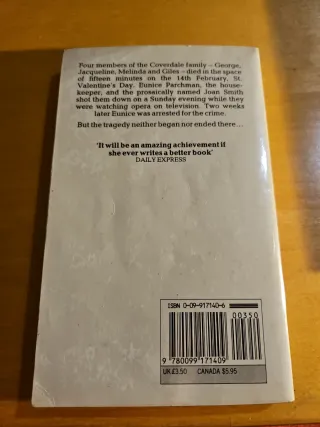 Four members of the Coverdale family – George,
Jacqueline, Melinda and Giles – died in the space
of fifteen minutes on the 14th February, St.
Valentine's Day. Eunice Parchman, the house-
keeper, and the prosaically named Joan Smith
shot them down on a Sunday evening while they
were watching opera on television. Two weeks
later Eunice was arrested for the crime.
But the tragedy neither began nor ended there...
'It will be an amazing achievement if
she ever writes a better book'
DAILY EXPRESS
ISBN 0-09-917140-6
00350
9 780099 171409
UK £3.50 CANADA $5.95